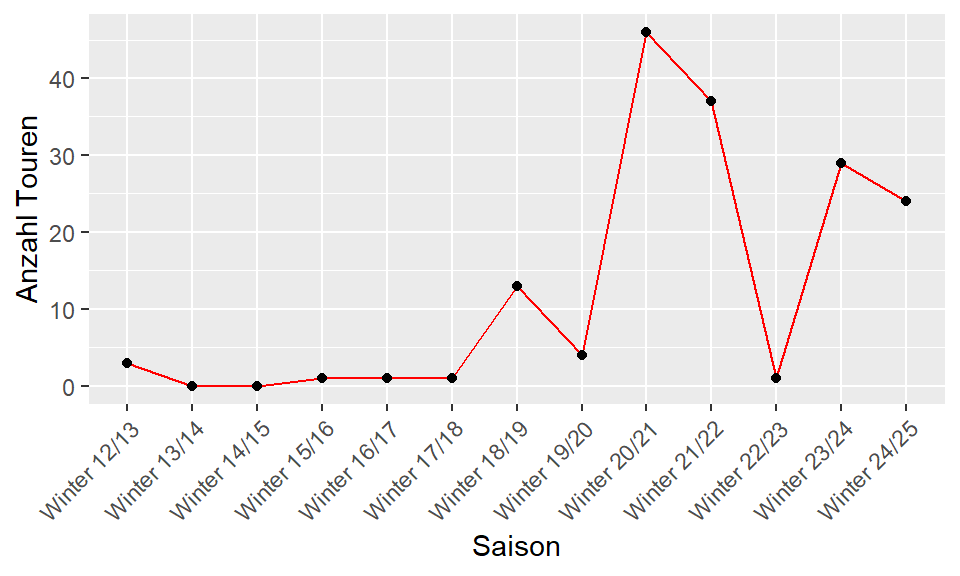 Anzahl Touren
40
30
20
10
0
Winter 12/13
Winter 13/14
Winter 14/15
Winter 15/16
Winter 16/17
Winter 17/18
Winter 18/19
Winter 19/20
Winter 20/21
Winter 21/22
Winter 22/23
Winter 23/24
Winter 24/25
Saison